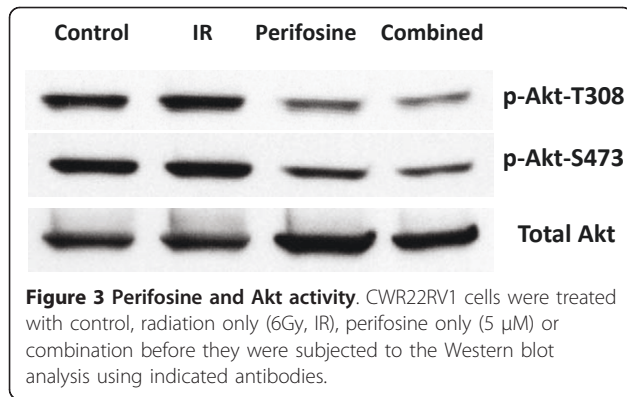 Control IR Perifosine Combined
p-Akt-T308
p-Akt-S473
Total Akt
Figure 3 Perifosine and Akt activity. CWR22RV1 cells were treated
with control, radiation only (6Gy, IR), perifosine only (5 μM) or
combination before they were subjected to the Western blot
analysis using indicated antibodies.